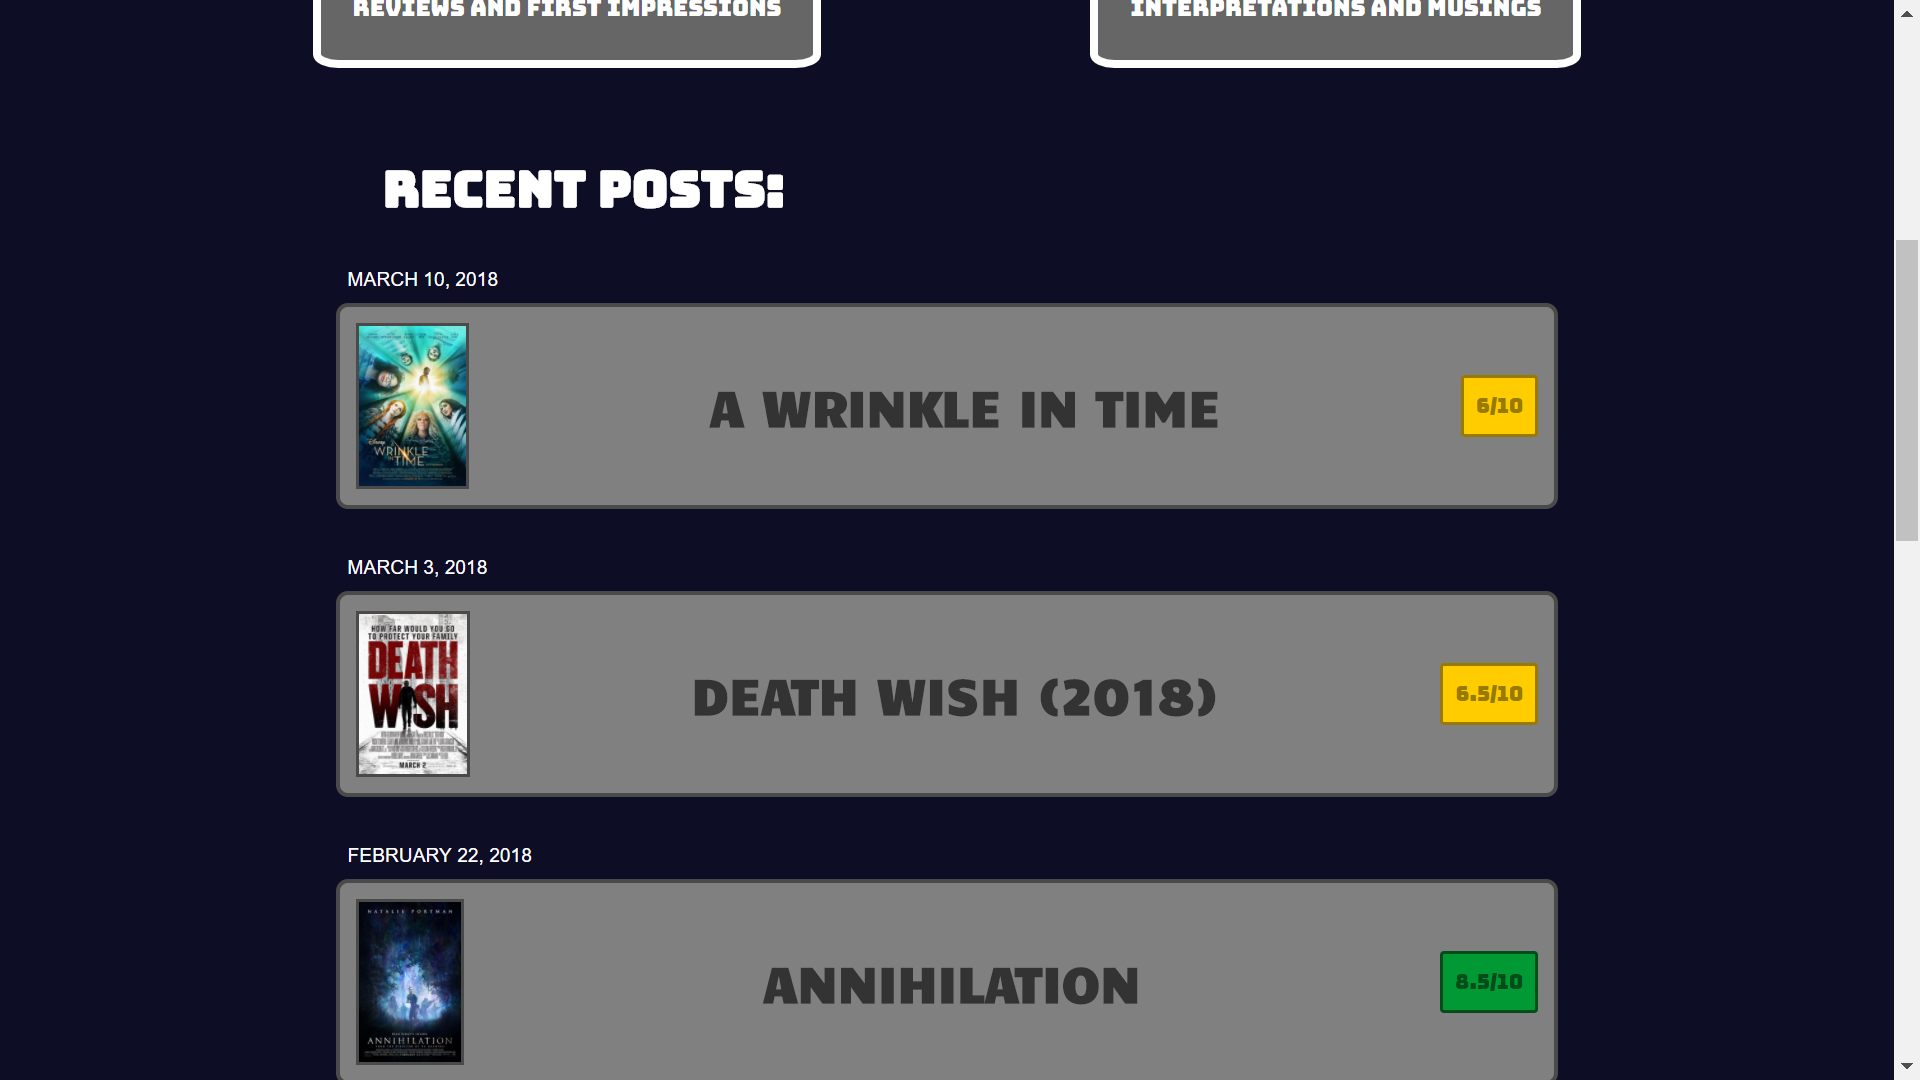 REVIEWS AND FIRST IMPRESSIONS
INTERPRETATIONS AND MUSINGS
RECENT POSTS:
MARCH 10, 2018
Disney
A WRINKLE IN TIME
A WRINKLE IN TIME
6/10
MARCH 3, 2018
HOW FAR WOULD YOU GO
TO PROTECT YOUR FAMILY
DEATH
WISH
MARCH 2
DEATH WISH (2018)
6.5/10
FEBRUARY 22, 2018
NATALIE PORTMAN
ANNIHILATION
ANNIHILATION
8.5/10